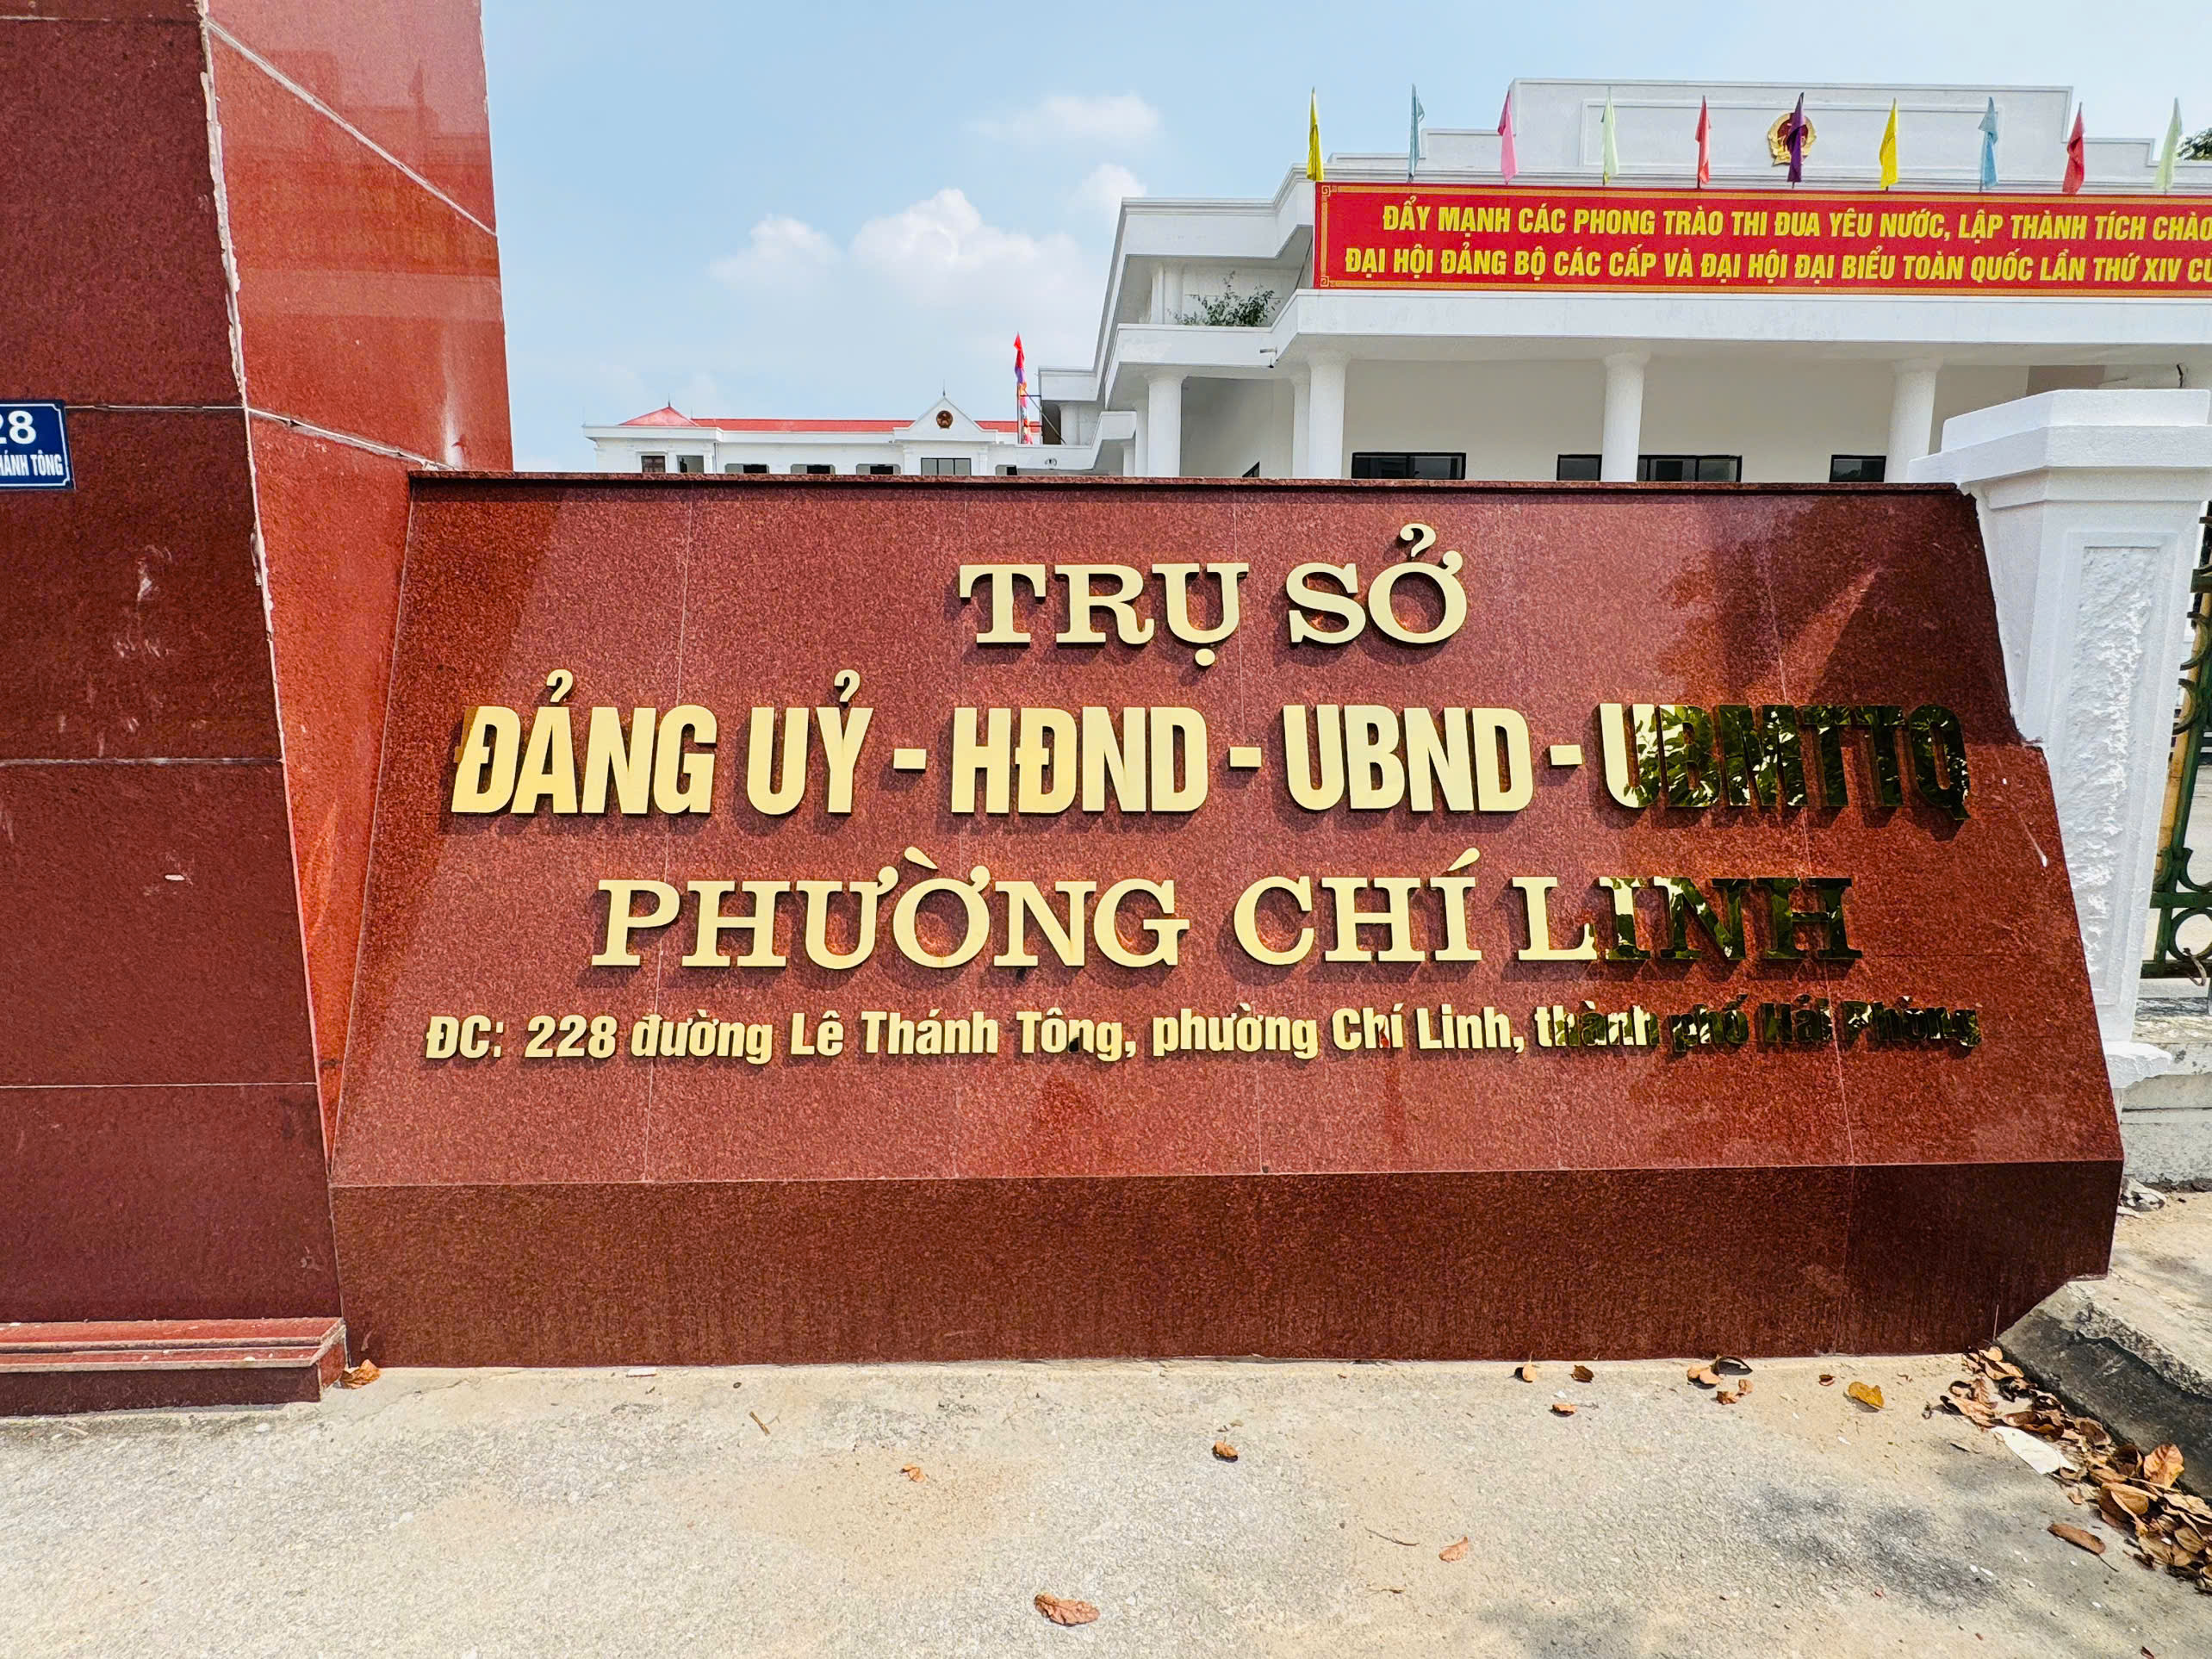 ĐẨY MẠNH CÁC PHONG TRÀO THI ĐUA YÊU NƯỚC, LẬP THÀNH TÍCH CHÀO
ĐẠI HỘI ĐẢNG BỘ CÁC CẤP VÀ ĐẠI HỘI ĐẠI BIỂU TOÀN QUỐC LẦN THỨ XIV
28
HÁNH TÔNG
TRỤ SỞ
ĐẢNG UỶ - HĐND - UBND - UBMTTQ
PHƯỜNG CHÍ LINH
ĐC: 228 đường Lê Thánh Tông, phường Chí Linh, thành phố Hải Phòng